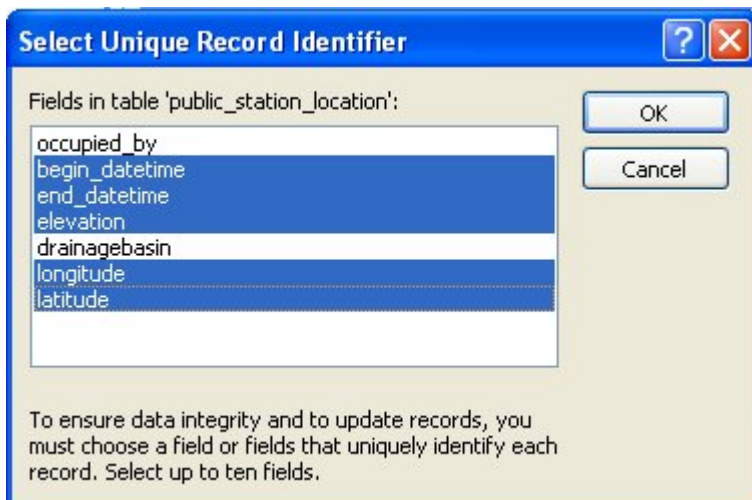 Select Unique Record Identifier
?
X
Fields in table 'public_station_location':
OK
Cancel
occupied_by
begin_datetime
end_datetime
elevation
drainagebasin
longitude
latitude
To ensure data integrity and to update records, you
must choose a field or fields that uniquely identify each
record. Select up to ten fields.